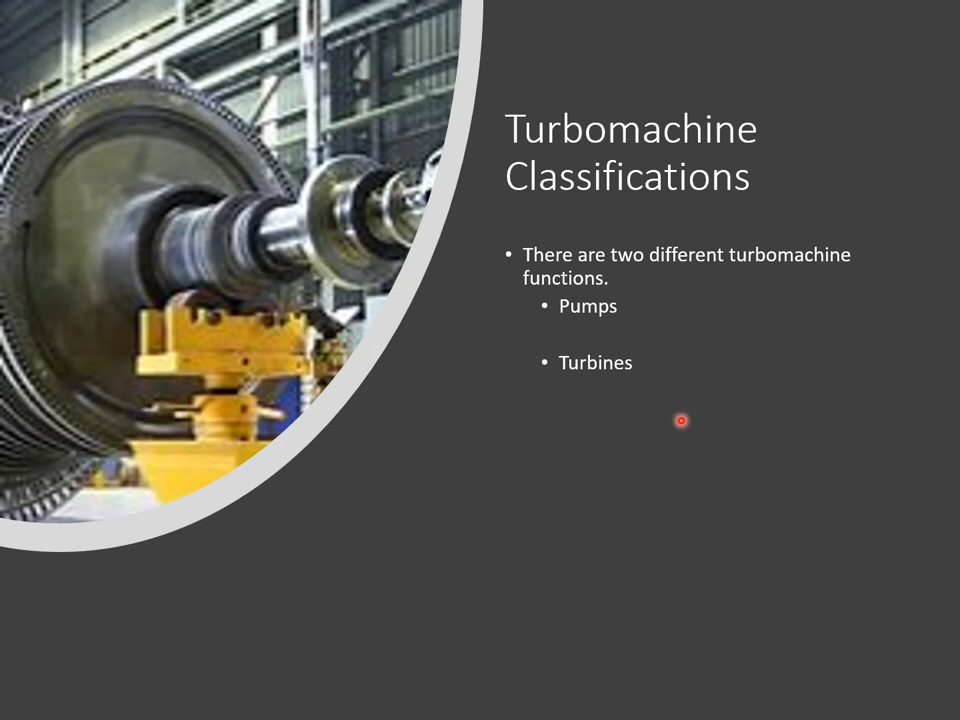 Turbomachine
Classifications
• There are two different turbomachine
functions.
• Pumps
• Turbines